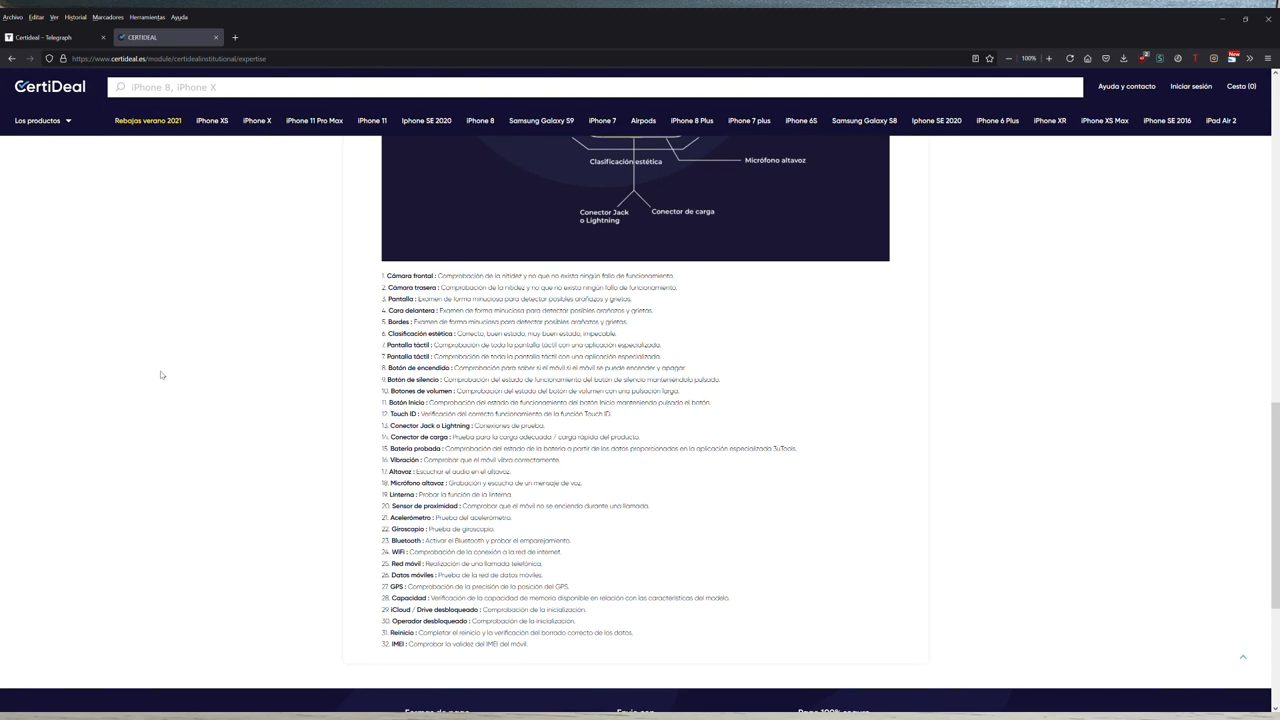 Archivo Editar Ver Historial Marcadores Herramientas Ayuda
Certideal – Telegraph
CERTIDEAL
https://www.certideal.es/module/certidealinstitutional/expertise
100%
2
New
CertiDeal
iPhone 8, iPhone X
Ayuda y contacto
Iniciar sesión
Cesta (0)
Los productos
Rebajas verano 2021
iPhone XS
iPhone X
iPhone 11 Pro Max
iPhone 11
Iphone SE 2020
iPhone 8
Samsung Galaxy S9
iPhone 7
Airpods
iPhone 8 Plus
iPhone 7 plus
iPhone 6S
Samsung Galaxy S8
Iphone SE 2020
iPhone 6 Plus
iPhone XR
iPhone XS Max
iPhone SE 2016
iPad Air 2
Clasificación estética
Micrófono altavoz
Conector Jack
o Lightning
Conector de carga
1. Cámara frontal : Comprobación de la nitidez y no que no exista ningún fallo de funcionamiento.
2. Cámara trasera : Comprobación de la nitidez y no que no exista ningún fallo de funcionamiento.
3. Pantalla : Examen de forma minuciosa para detectar posibles arañazos y grietas.
4. Cara delantera : Examen de forma minuciosa para detectar posibles arañazos y grietas.
5. Bordes : Examen de forma minuciosa para detectar posibles arañazos y grietas.
6. Clasificación estética : Correcto, buen estado, muy buen estado, impecable.
7. Pantalla táctil : Comprobación de toda la pantalla táctil con una aplicación especializada.
7. Pantalla táctil : Comprobación de toda la pantalla táctil con una aplicación especializada.
8. Botón de encendido : Comprobación para saber si el móvil si el móvil se puede encender y apagar.
9. Botón de silencio : Comprobación del estado de funcionamiento del botón de silencio manteniéndolo pulsado.
10. Botones de volumen : Comprobación del estado del botón de volumen con una pulsación larga.
11. Botón Inicio : Comprobación del estado de funcionamiento del botón Inicio manteniendo pulsado el botón.
12. Touch ID : Verificación del correcto funcionamiento de la función Touch ID.
13. Conector Jack o Lightning : Conexiones de prueba.
14. Conector de carga : Prueba para la carga adecuada / carga rápida del producto.
15. Batería probada : Comprobación del estado de la batería a partir de los datos proporcionados en la aplicación especializada 3uTools.
16. Vibración : Comprobar que el móvil vibra correctamente.
17. Altavoz : Escuchar el audio en el altavoz.
18. Micrófono altavoz : Grabación y escucha de un mensaje de voz.
19. Linterna : Probar la función de la linterna.
20. Sensor de proximidad : Comprobar que el móvil no se encienda durante una llamada.
21. Acelerómetro : Prueba del acelerómetro.
22. Giroscopio : Prueba de giroscopio.
23. Bluetooth : Activar el Bluetooth y probar el emparejamiento.
24. WiFi : Comprobación de la conexión a la red de internet.
25. Red móvil : Realización de una llamada telefónica.
26. Datos móviles : Prueba de la red de datos móviles.
27. GPS : Comprobación de la precisión de la posición del GPS.
28. Capacidad : Verificación de la capacidad de memoria disponible en relación con las características del modelo.
29. iCloud / Drive desbloqueado : Comprobación de la inicialización.
30. Operador desbloqueado : Comprobación de la inicialización.
31. Reinicio : Completar el reinicio y la verificación del borrado correcto de los datos.
32. IMEI : Comprobar la validez del IMEI del móvil.